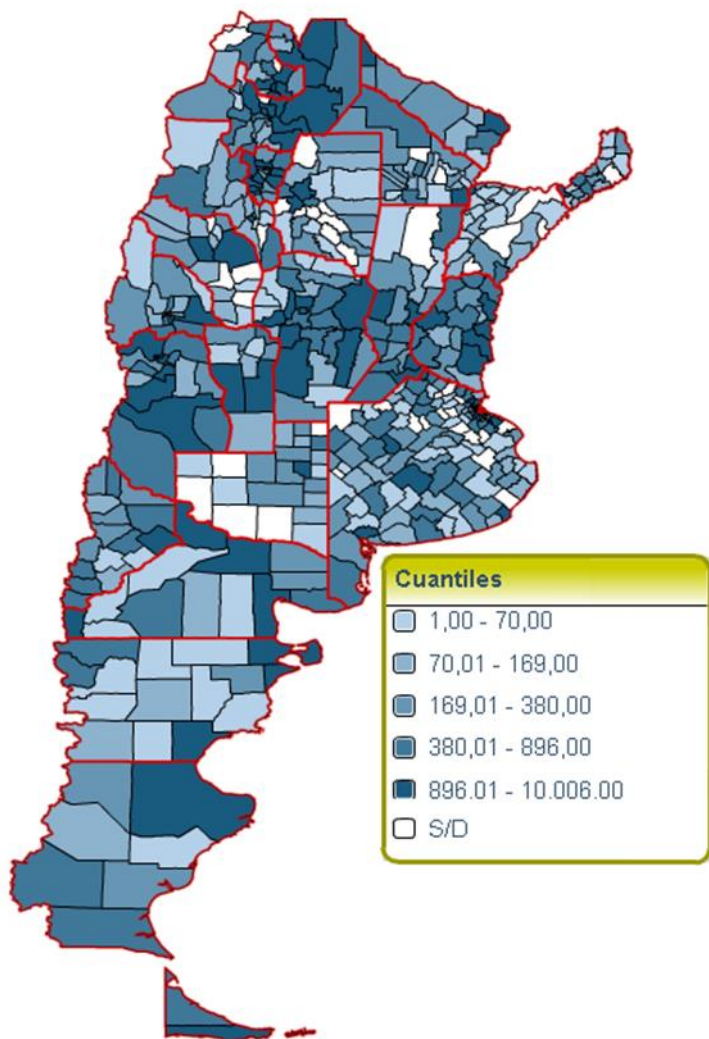 Cuantiles
1,00 - 70,00
70,01 - 169,00
169,01 - 380,00
380,01 - 896,00
896.01 - 10.006.00
S/D